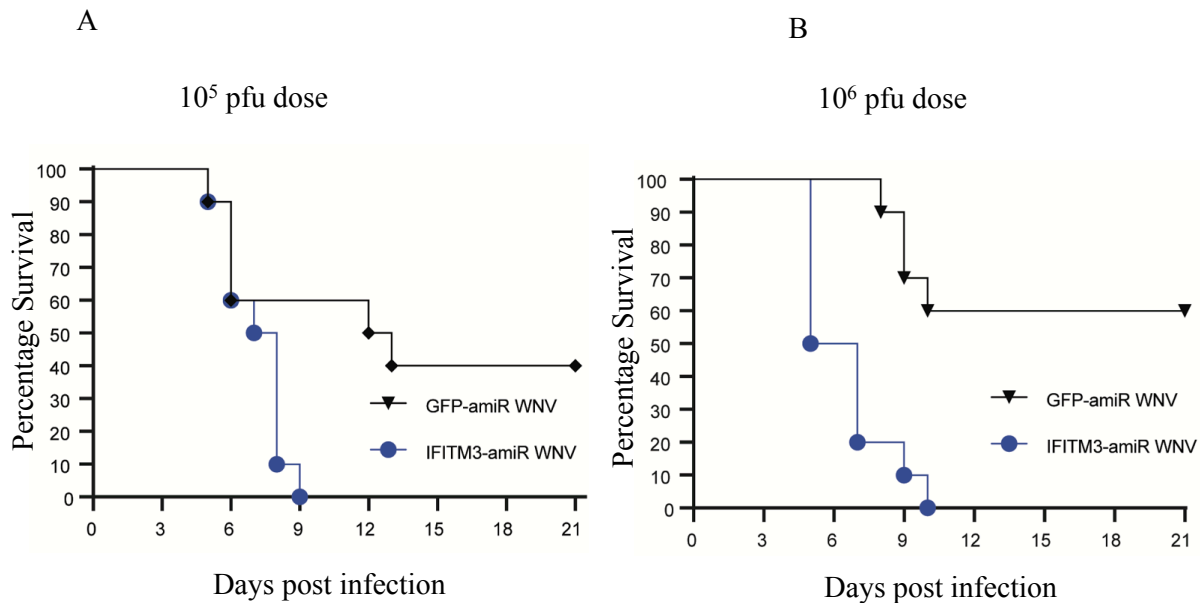 A
10⁵ pfu dose
Percentage Survival
100
90
80
70
60
50
40
30
20
10
0
GFP-amiR WNV
IFITM3-amiR WNV
0 3 6 9 12 15 18 21
Days post infection
B
10⁶ pfu dose
Percentage Survival
100
90
80
70
60
50
40
30
20
10
0
GFP-amiR WNV
IFITM3-amiR WNV
0 3 6 9 12 15 18 21
Days post infection